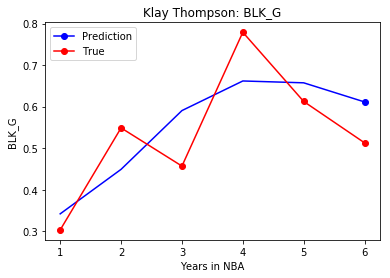 Klay Thompson: BLK_G
Prediction
True
0.8
0.7
0.6
0.5
0.4
0.3
BLK_G
1 2 3 4 5 6
Years in NBA